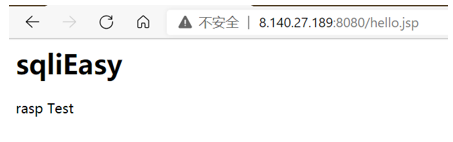 不安全 | 8.140.27.189:8080/hello.jsp
sqliEasy
rasp Test